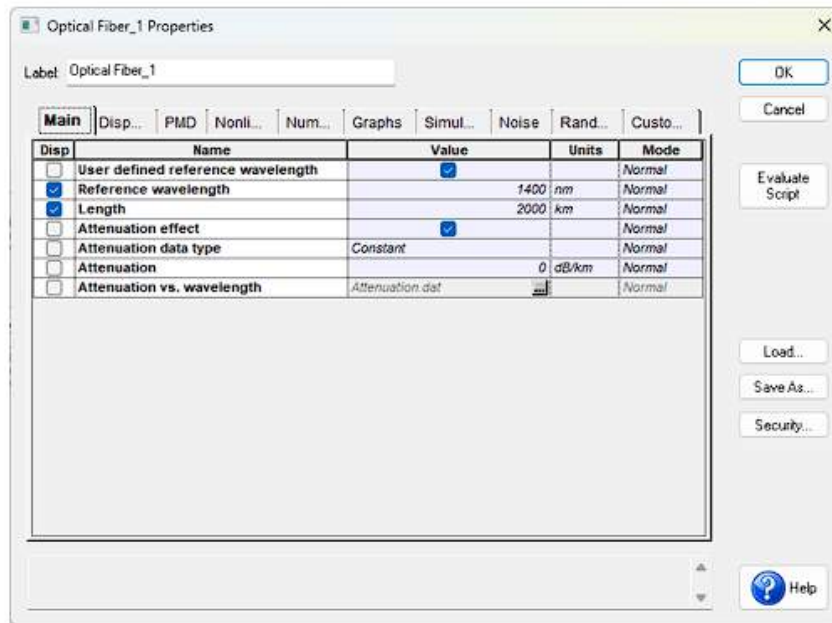 Optical Fiber_1 Properties
Label: Optical Fiber_1
OK
Cancel
Main Disp... PMD Nonli... Num... Graphs Simul... Noise Rand... Custo...
Disp Name Value Units Mode
User defined reference wavelength Normal
Reference wavelength 1400 nm Normal
Length 2000 km Normal
Attenuation effect Normal
Attenuation data type Constant Normal
Attenuation 0 dB/km Normal
Attenuation vs. wavelength Attenuation.dat ... Normal
Evaluate
Script
Load...
Save As...
Security...
Help